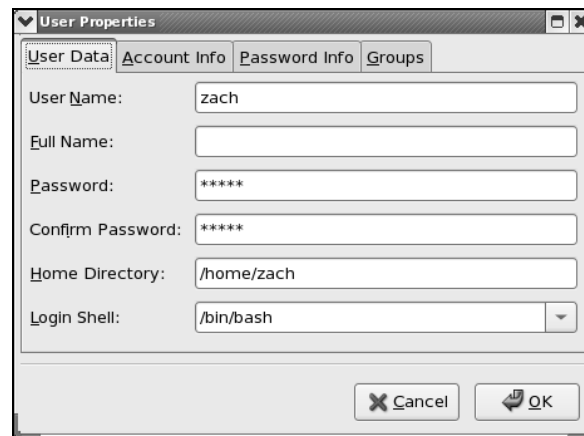 User Properties
User Data Account Info Password Info Groups
User Name: zach
Full Name:
Password: *****
Confirm Password: *****
Home Directory: /home/zach
Login Shell: /bin/bash
Cancel OK